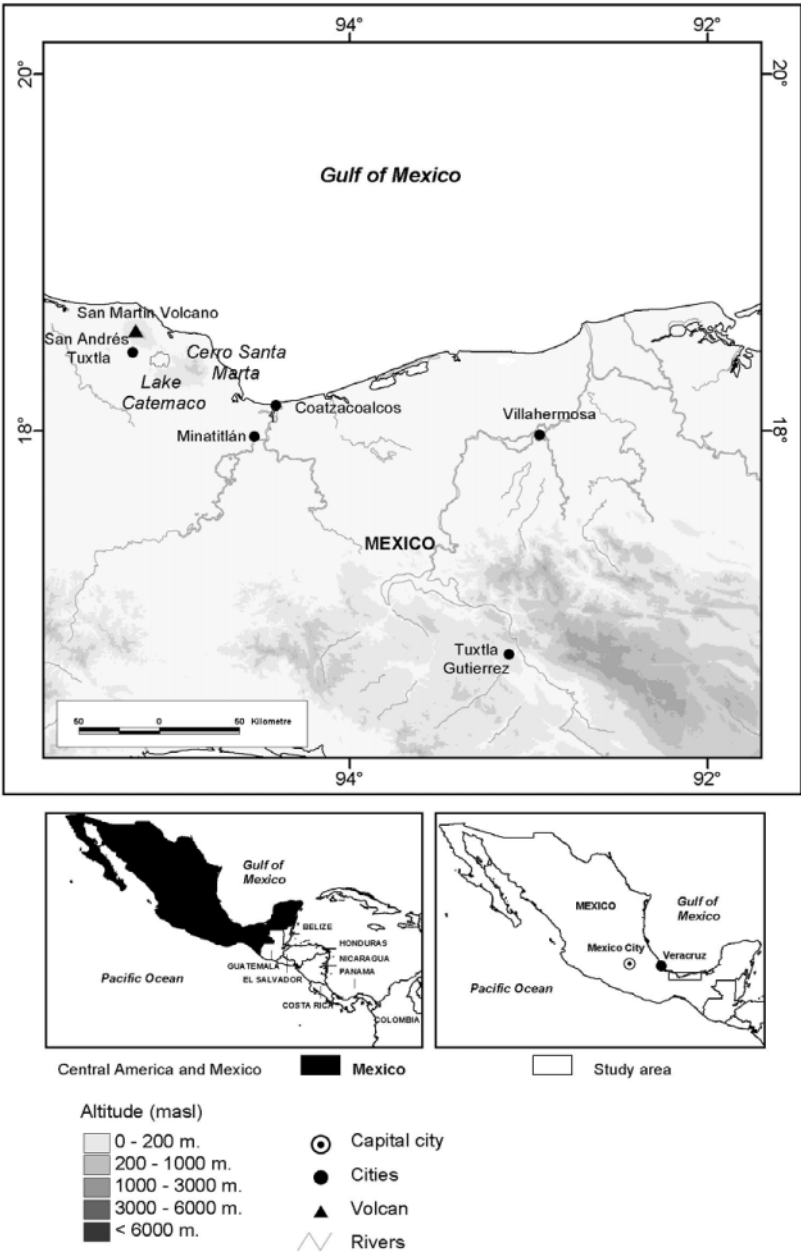 94°
92°
20°
20°
Gulf of Mexico
San Martin Volcano
San Andrés
Tuxtla
Cerro Santa
Marta
Lake
Catemaco
Coatzacoalcos
Villahermosa
18°
18°
Minatitlán
MEXICO
Tuxtla
Gutierrez
50 0 50 Kilometre
94°
92°
Gulf of
Mexico
BELIZE
HONDURAS
NICARAGUA
GUATEMALA
PANAMA
EL SALVADOR
Pacific Ocean
COSTA RICA
COLOMBIA
MEXICO
Gulf of
Mexico
Mexico City
Veracruz
Pacific Ocean
Central America and Mexico
Mexico
Study area
Altitude (masl)
0 - 200 m.
200 - 1000 m.
1000 - 3000 m.
3000 - 6000 m.
< 6000 m.
Capital city
Cities
Volcan
Rivers